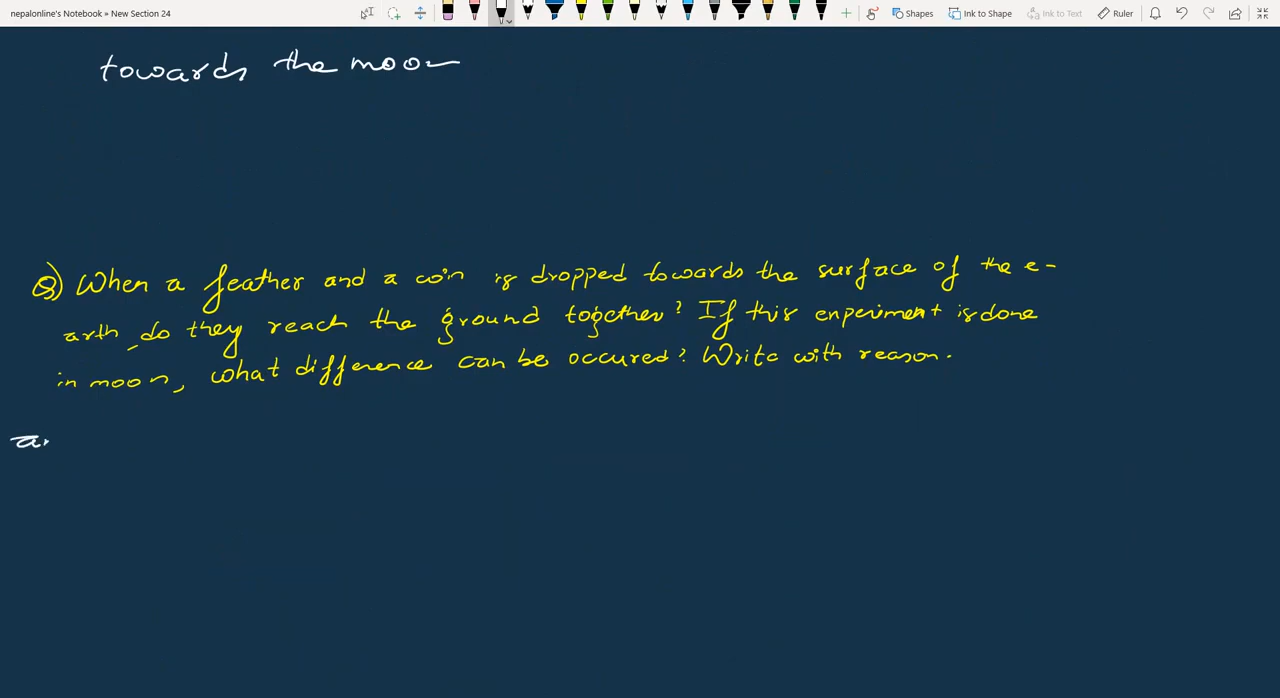 nepalonline's Notebook » New Section 24
Shapes Ink to Shape Ink to Text Ruler
towards the moon
Q) When a feather and a coin is dropped towards the surface of the e-
arth, do they reach the ground together? If this experiment is done
in moon, what difference can be occured? Write with reason.